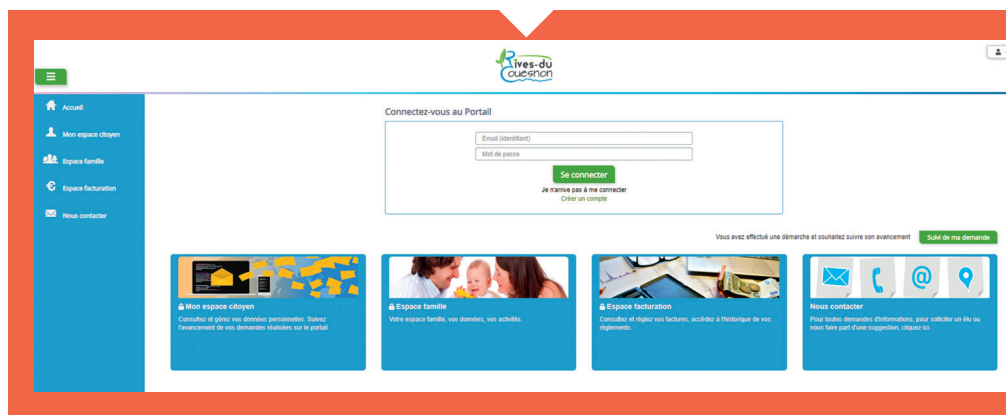 Rives-du
Couesnon
Accueil
Mon espace citoyen
Espace famille
Espace facturation
Nous contacter
Connectez-vous au Portail
Email (identifiant)
Mot de passe
Se connecter
Je n'arrive pas à me connecter
Créer un compte
Vous avez effectué une démarche et souhaitez suivre son avancement
Suivi de ma demande
Mon espace citoyen
Consultez et gérez vos données personnelles. Suivez
l'avancement de vos demandes réalisées sur le portail.
Espace famille
Votre espace famille, vos données, vos activités.
Espace facturation
Consultez et réglez vos factures, accédez à l'historique de vos
règlements.
Nous contacter
Pour toutes demandes d'informations, pour solliciter un élu ou
nous faire part d'une suggestion, cliquez-ici.